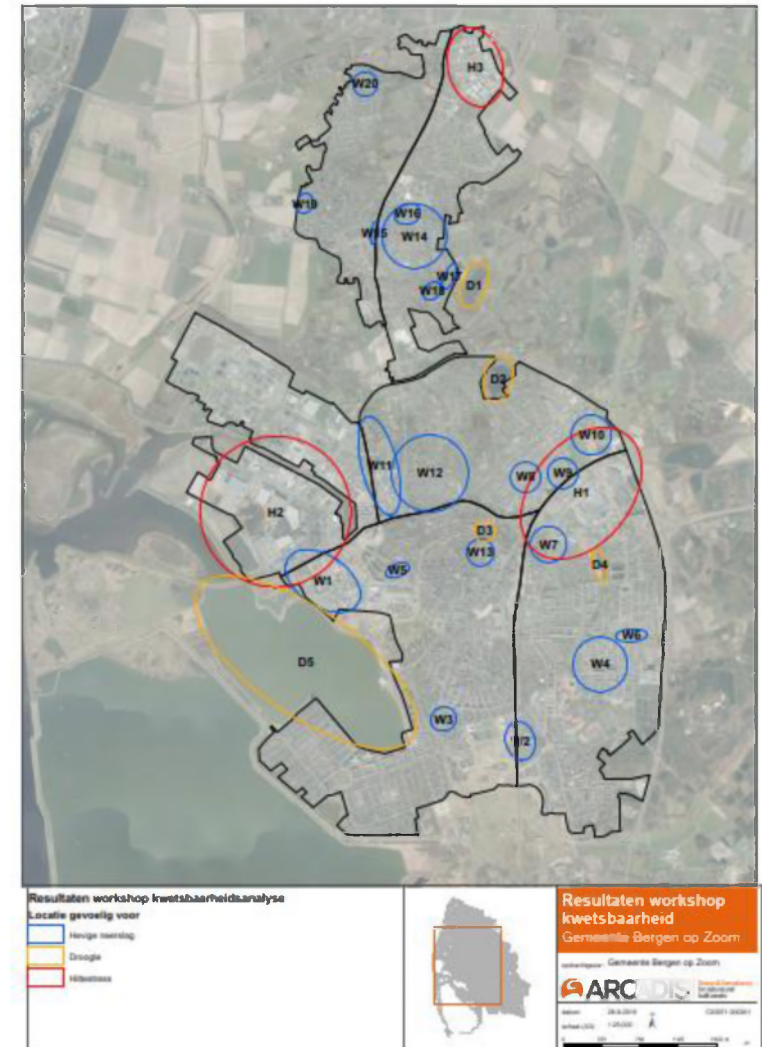 H3
W20
W19
W16
W15
W14
W17
W18
D1
D2
W10
W11
W12
W8
W9
H1
H2
D3
W7
W13
W5
D4
W1
W6
D5
W4
W3
W2
Resultaten workshop kwetsbaarheidsanalyse
Locatie gevoelig voor
Hevige neerslag
Droogte
Hittestress
Resultaten workshop
kwetsbaarheid
Gemeente Bergen op Zoom
Gemeente Bergen op Zoom
ARCADIS